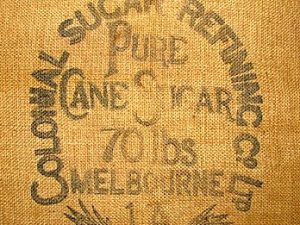 COLONIAL SUGAR REFINING CO LTD
PURE
CANE SUGAR
70 lbs
MELBOURNE
1A